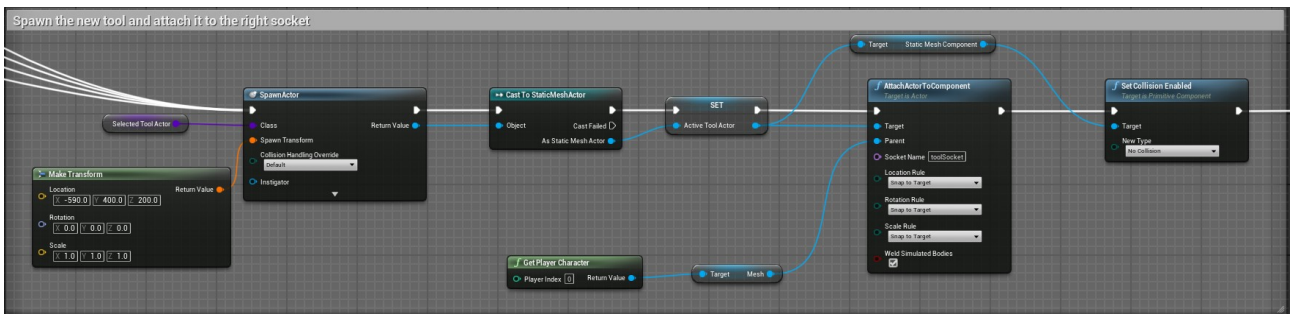 Spawn the new tool and attach it to the right socket
Target Static Mesh Component
SpawnActor
Class Return Value
Spawn Transform
Collision Handling Override
Default
Instigator
Selected Tool Actor
Make Transform
Location Return Value
X -590.0 Y 400.0 Z 200.0
Rotation
X 0.0 Y 0.0 Z 0.0
Scale
X 1.0 Y 1.0 Z 1.0
Cast To StaticMeshActor
Object Cast Failed
As Static Mesh Actor
SET
Active Tool Actor
Get Player Character
Player Index 0 Return Value
Target Mesh
AttachActorToComponent
Target is Actor
Target
Parent
Socket Name toolSocket
Location Rule
Snap to Target
Rotation Rule
Snap to Target
Scale Rule
Snap to Target
Weld Simulated Bodies
Set Collision Enabled
Target is Primitive Component
Target
New Type
No Collision